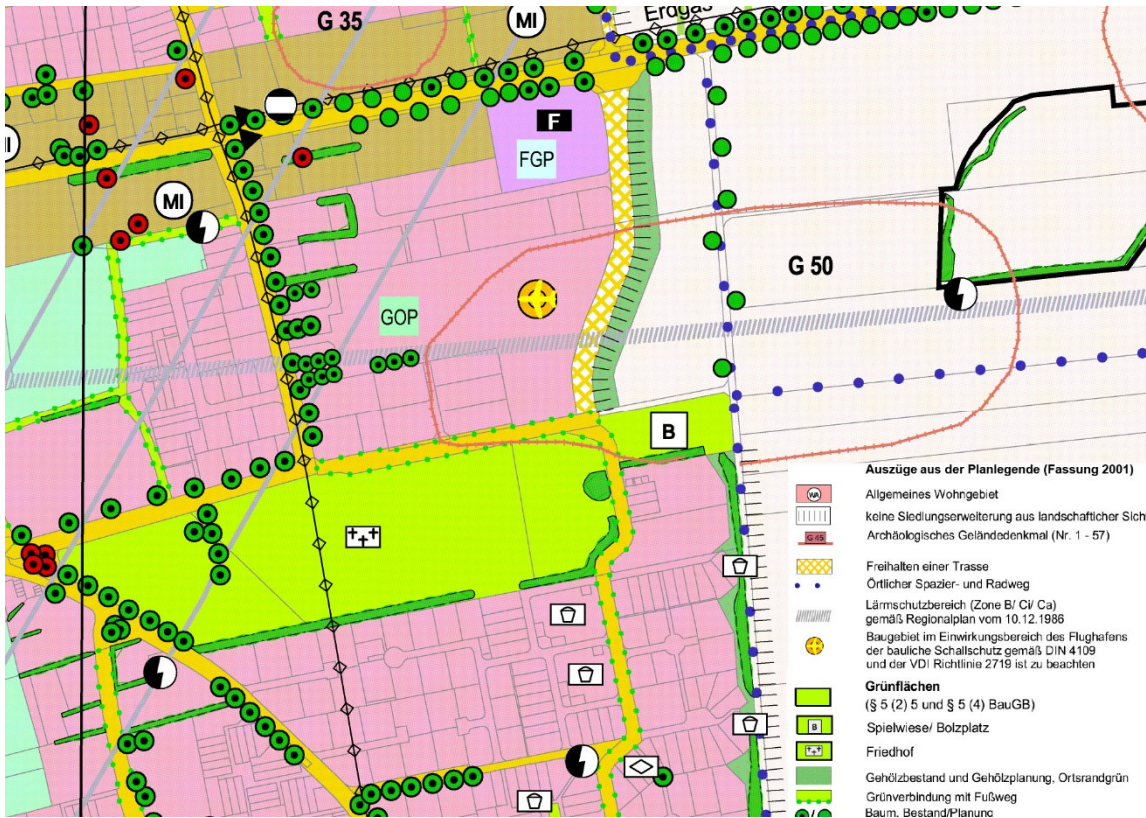 G 35
MI
Erdgas
F
FGP
MI
G 50
GOP
B
Auszüge aus der Planlegende (Fassung 2001)
WA
Allgemeines Wohngebiet
keine Siedlungserweiterung aus landschaftlicher Sicht
G 45
Archäologisches Geländedenkmal (Nr. 1 - 57)
Freihalten einer Trasse
Örtlicher Spazier- und Radweg
Lärmschutzbereich (Zone B/ Ci/ Ca)
gemäß Regionalplan vom 10.12.1986
Baugebiet im Einwirkungsbereich des Flughafens
der bauliche Schallschutz gemäß DIN 4109
und der VDI Richtlinie 2719 ist zu beachten
Grünflächen
(§ 5 (2) 5 und § 5 (4) BauGB)
B
Spielwiese/ Bolzplatz
Friedhof
Gehölzbestand und Gehölzplanung, Ortsrandgrün
Grünverbindung mit Fußweg
Baum, Bestand/Planung